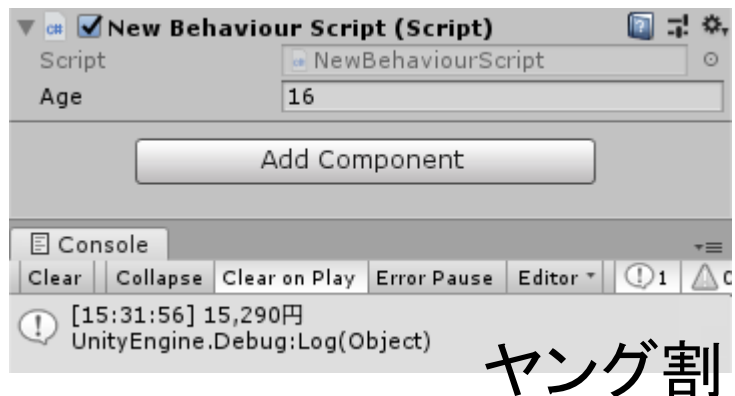 New Behaviour Script (Script)
Script NewBehaviourScript
Age 16
Add Component
Console
Clear Collapse Clear on Play Error Pause Editor 1
[15:31:56] 15,290円
UnityEngine.Debug:Log(Object)
ヤング割